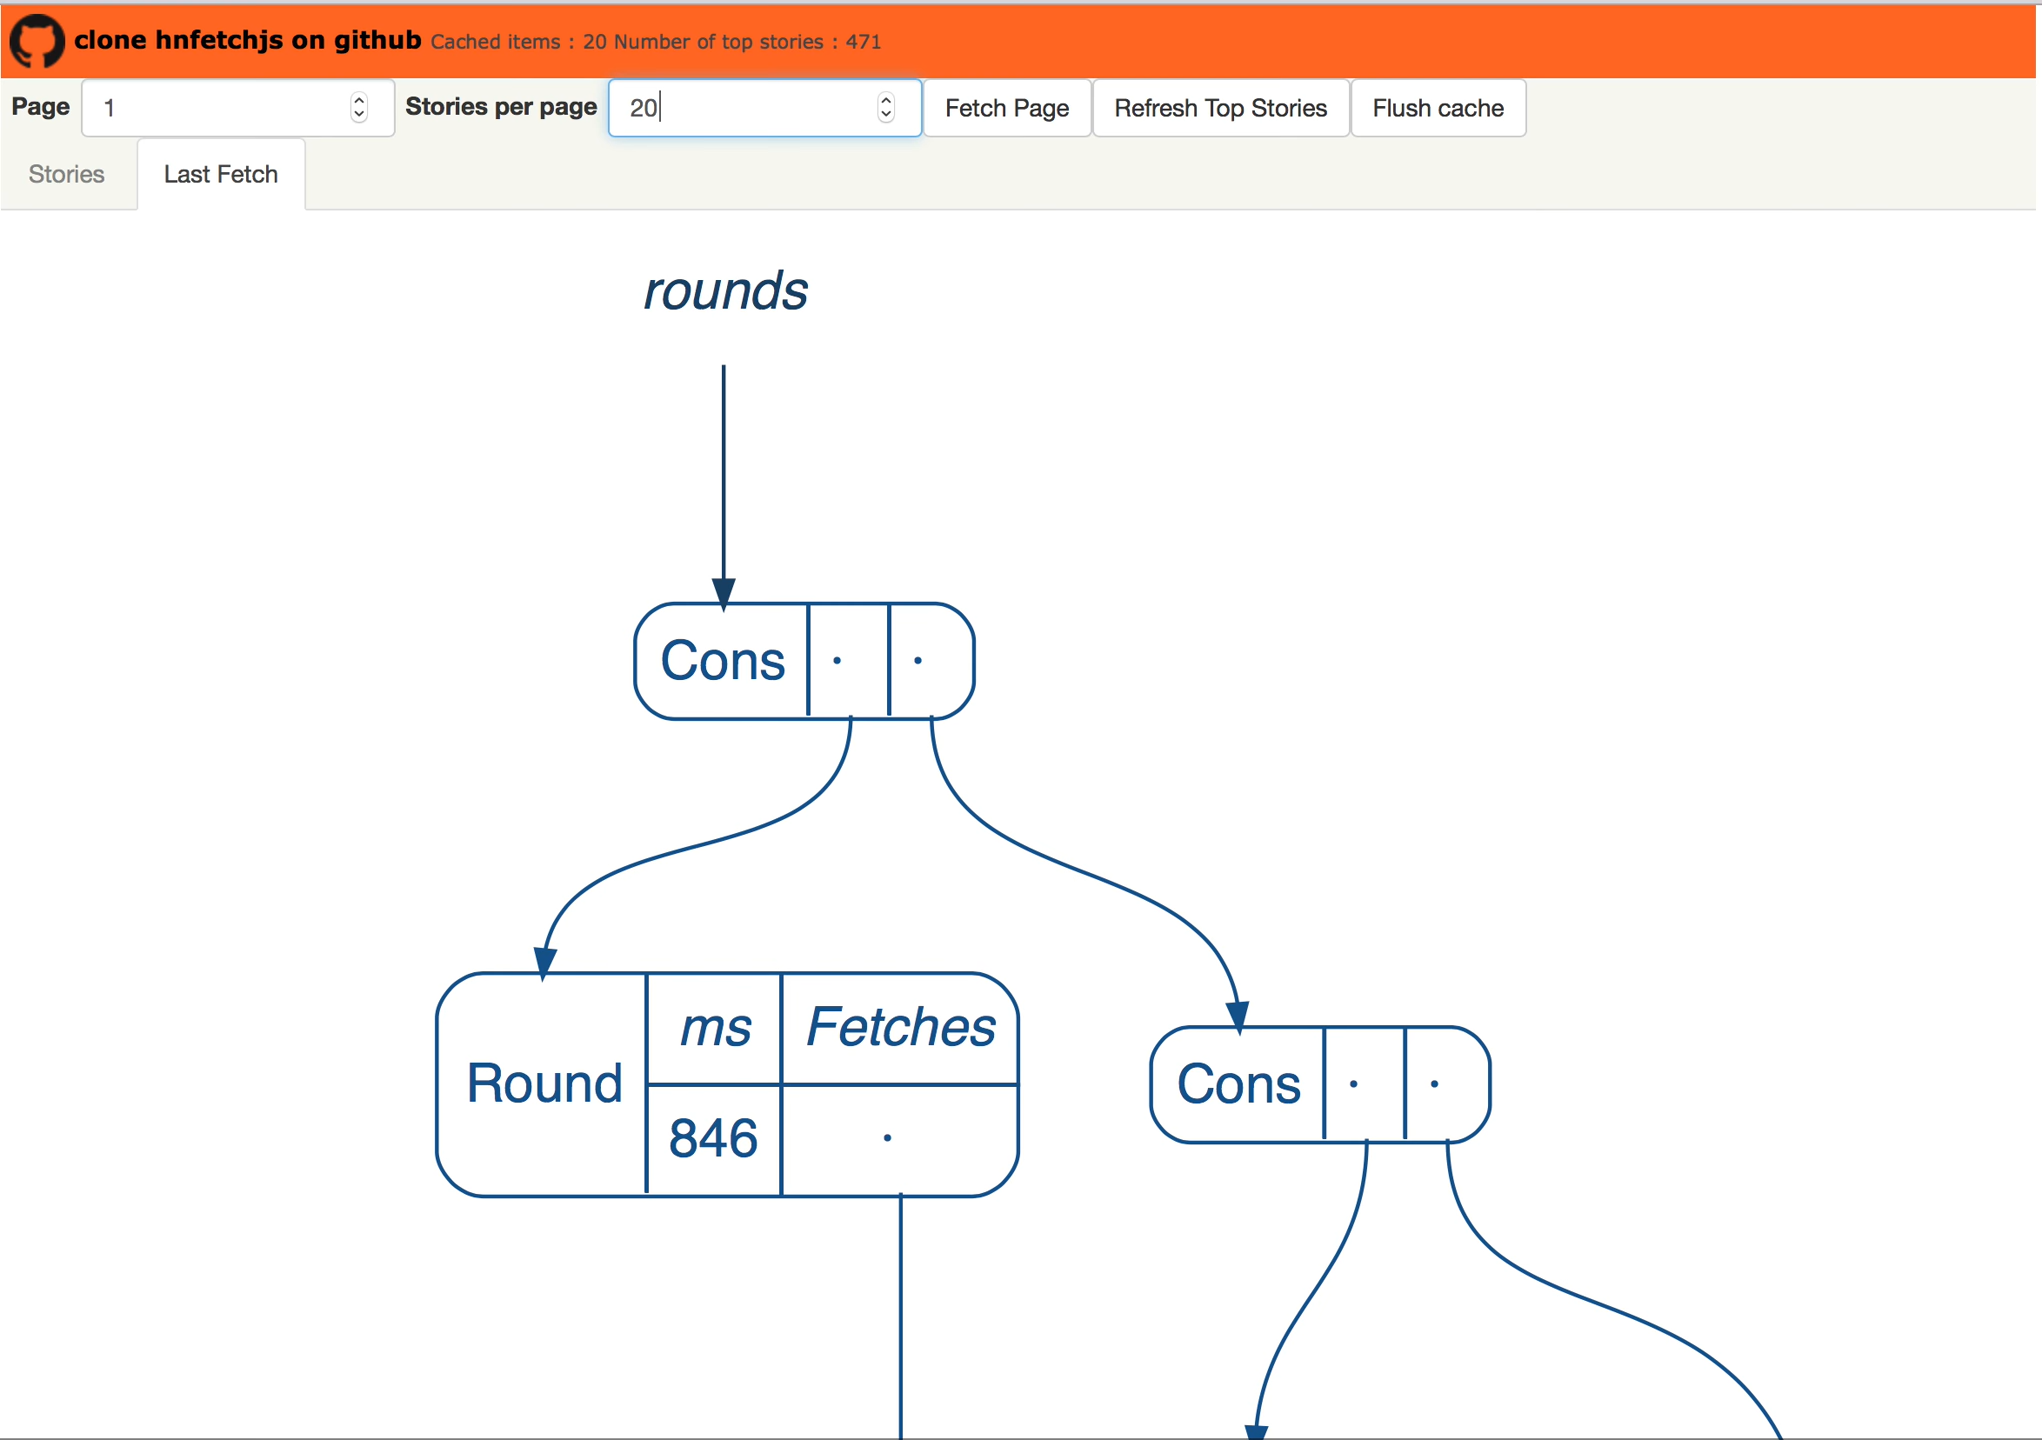 clone hnfetchjs on github Cached items : 20 Number of top stories : 471
Page 1 Stories per page 20 Fetch Page Refresh Top Stories Flush cache
Stories Last Fetch
rounds
Cons · ·
Round ms Fetches
846 ·
Cons · ·